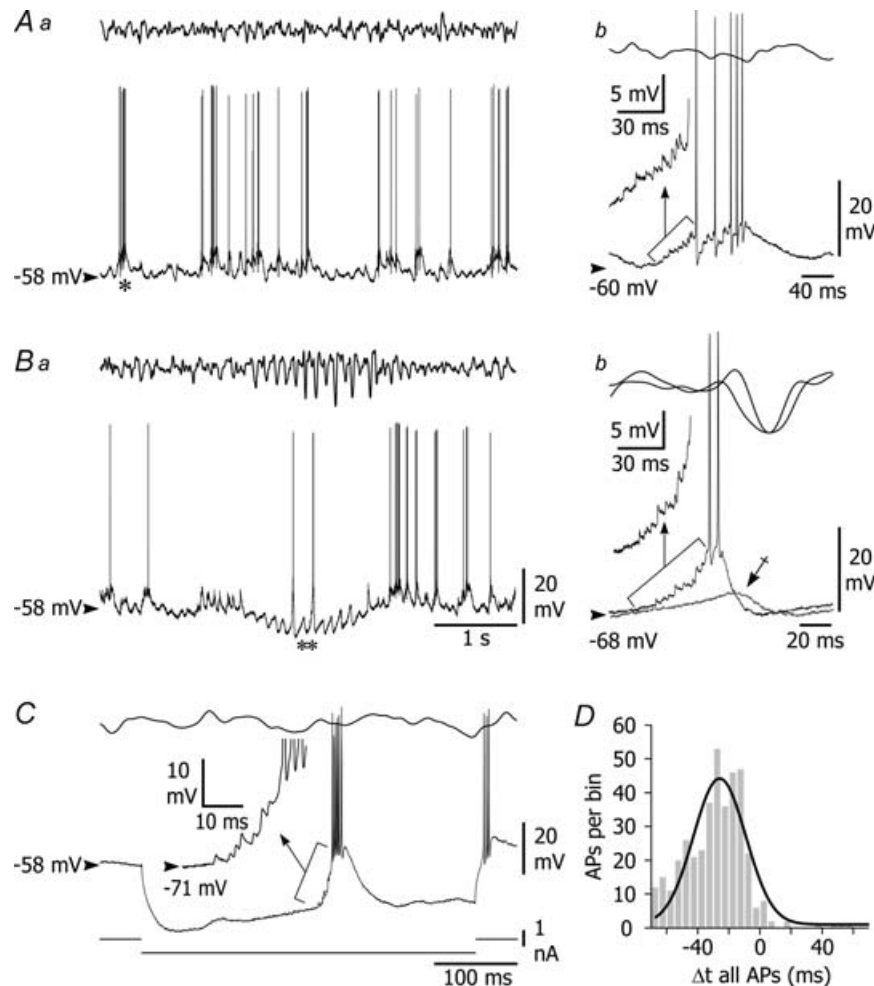 A a
b
5 mV
30 ms
20
mV
-58 mV
*
-60 mV
40 ms
B a
b
5 mV
30 ms
20
mV
20
mV
-58 mV
**
1 s
-68 mV
20 ms
C
D
10
mV
10 ms
20
mV
-58 mV
-71 mV
1
nA
100 ms
60
50
40
30
20
10
0
APs per bin
-40
0
40
Δt all APs (ms)